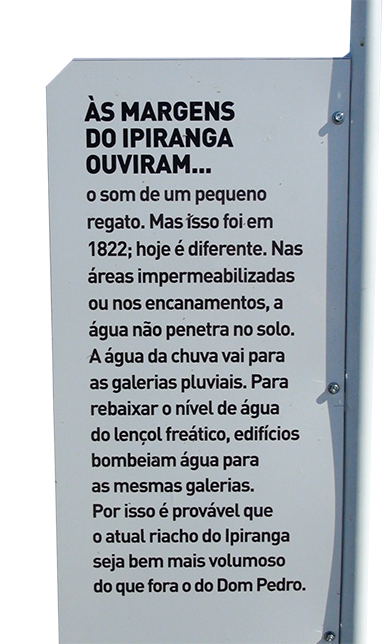 ÀS MARGENS
DO IPIRANGA
OUVIRAM...
o som de um pequeno
regato. Mas isso foi em
1822; hoje é diferente. Nas
áreas impermeabilizadas
ou nos encanamentos, a
água não penetra no solo.
A água da chuva vai para
as galerias pluviais. Para
rebaixar o nível de água
do lençol freático, edifícios
bombeiam água para
as mesmas galerias.
Por isso é provável que
o atual riacho do Ipiranga
seja bem mais volumoso
do que fora o do Dom Pedro.